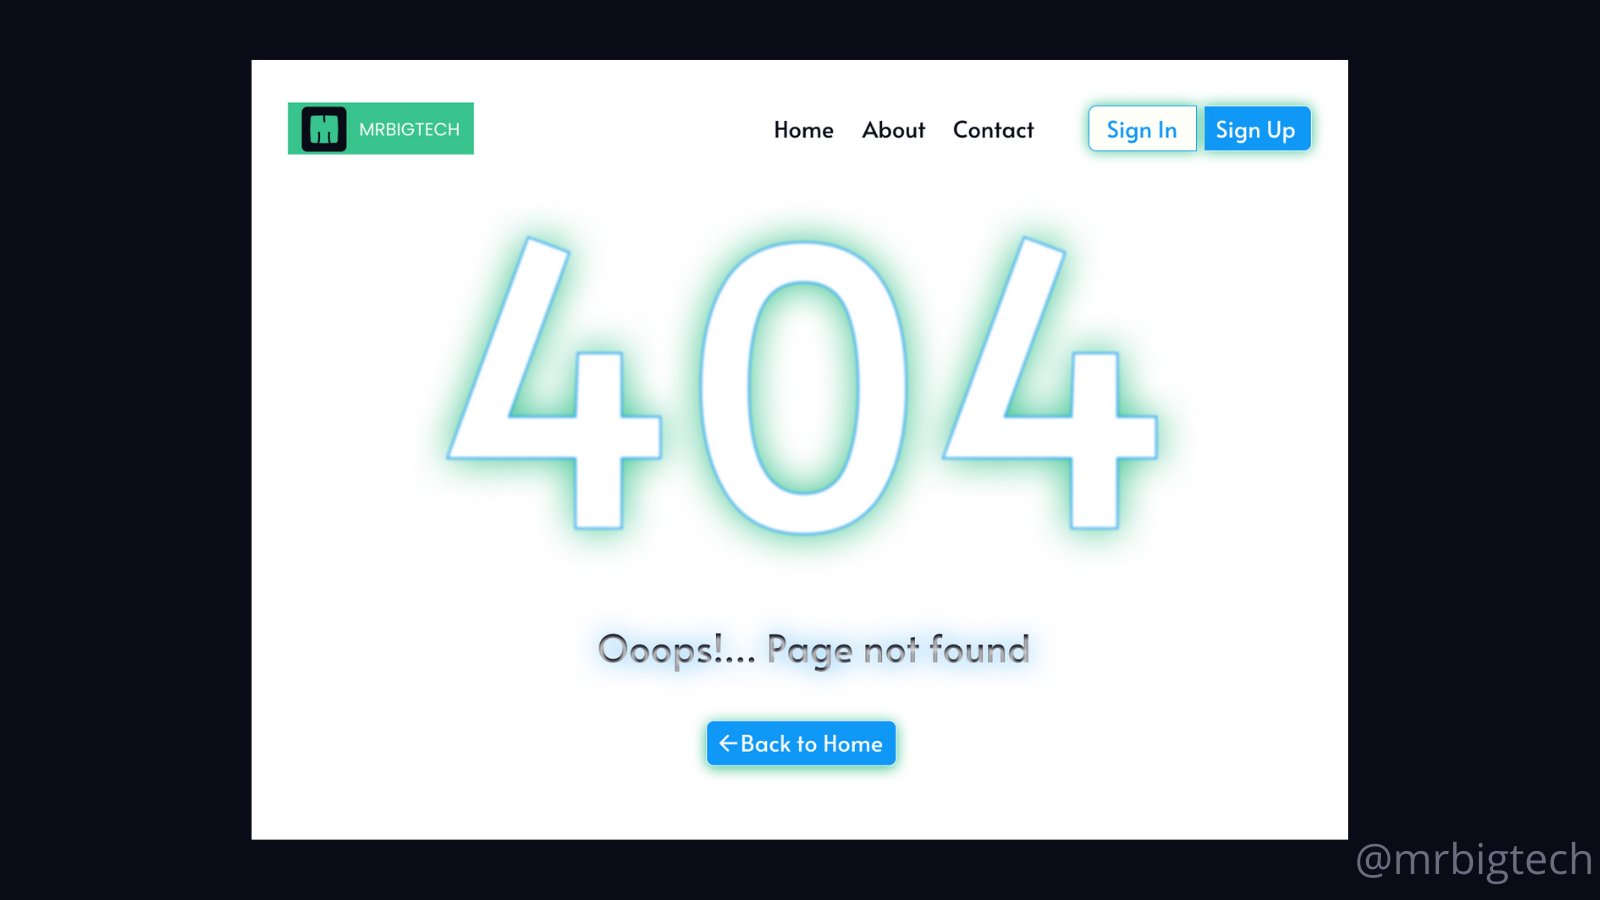 M MRBIGTECH
Home About Contact Sign In Sign Up
404
Ooops!... Page not found
←Back to Home
@mrbigtech